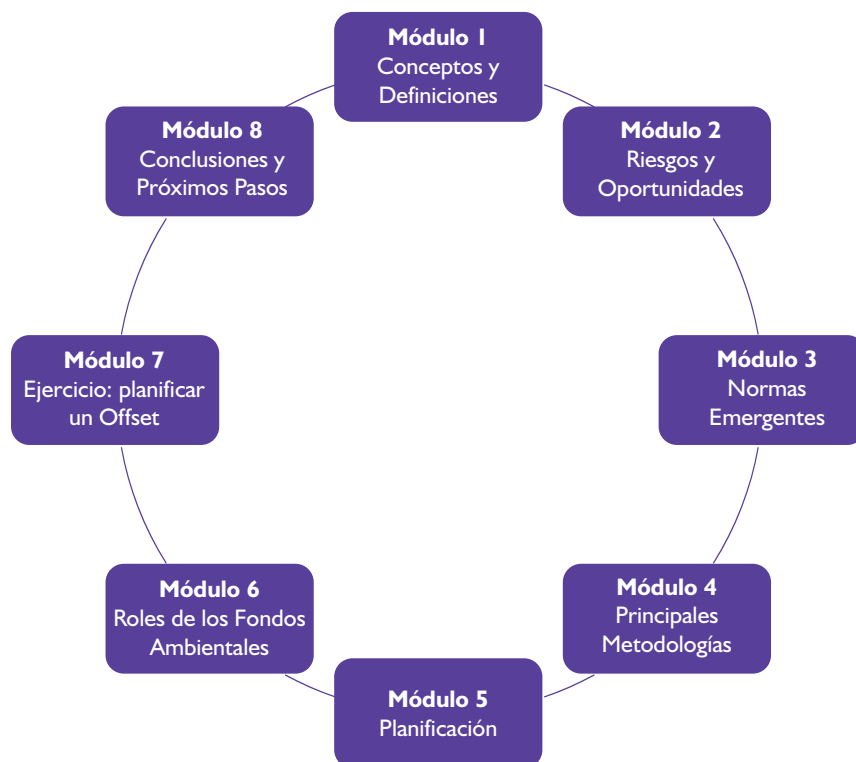 Módulo 1
Conceptos y
Definiciones
Módulo 2
Riesgos y
Oportunidades
Módulo 3
Normas
Emergentes
Módulo 4
Principales
Metodologías
Módulo 5
Planificación
Módulo 6
Roles de los Fondos
Ambientales
Módulo 7
Ejercicio: planificar
un Offset
Módulo 8
Conclusiones y
Próximos Pasos